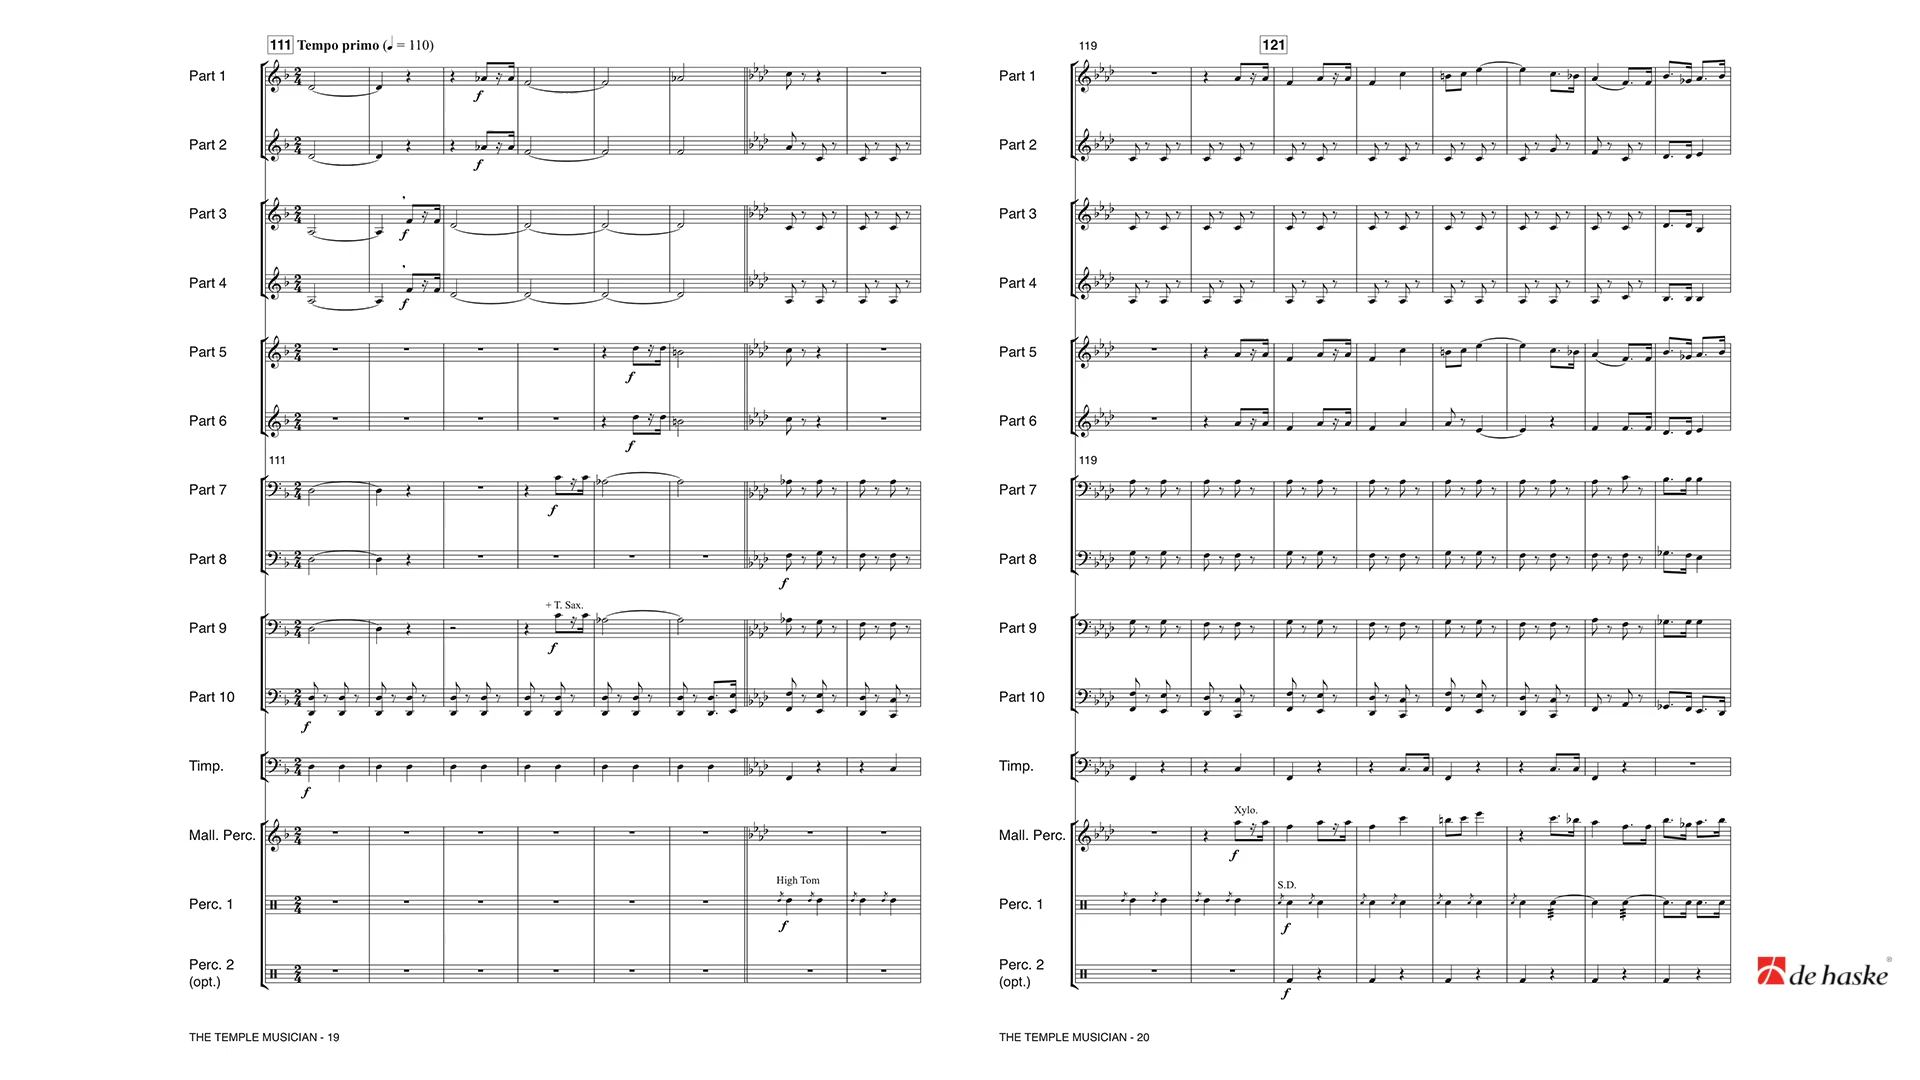 111 Tempo primo (♩ = 110)
Part 1
f
Part 2
f
Part 3
f
Part 4
f
Part 5
f
Part 6
f
111
Part 7
f
Part 8
f
+ T. Sax.
Part 9
f
Part 10
f
Timp.
f
Mall. Perc.
High Tom
Perc. 1
f
Perc. 2
(opt.)
THE TEMPLE MUSICIAN - 19
119
121
Part 1
Part 2
Part 3
Part 4
Part 5
Part 6
119
Part 7
Part 8
Part 9
Part 10
Timp.
Xylo.
Mall. Perc.
f
S.D.
Perc. 1
f
Perc. 2
(opt.)
f
THE TEMPLE MUSICIAN - 20
de haske®